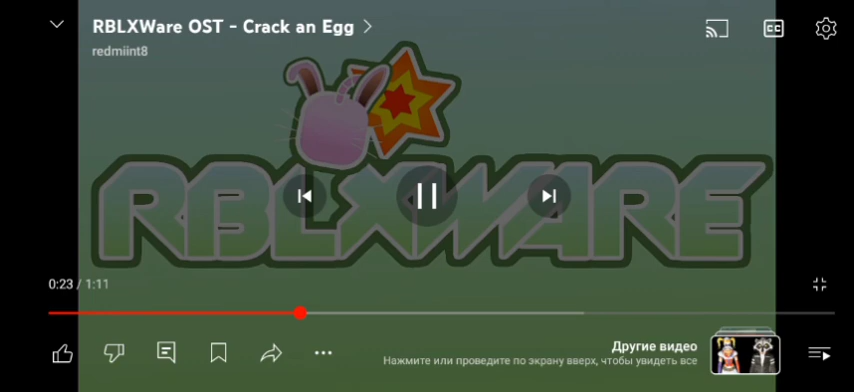 RBLXWare OST - Crack an Egg
redmiint8
CC
RBLXWARE
0:23 / 1:11
Другие видео
Нажмите или проведите по экрану вверх, чтобы увидеть все